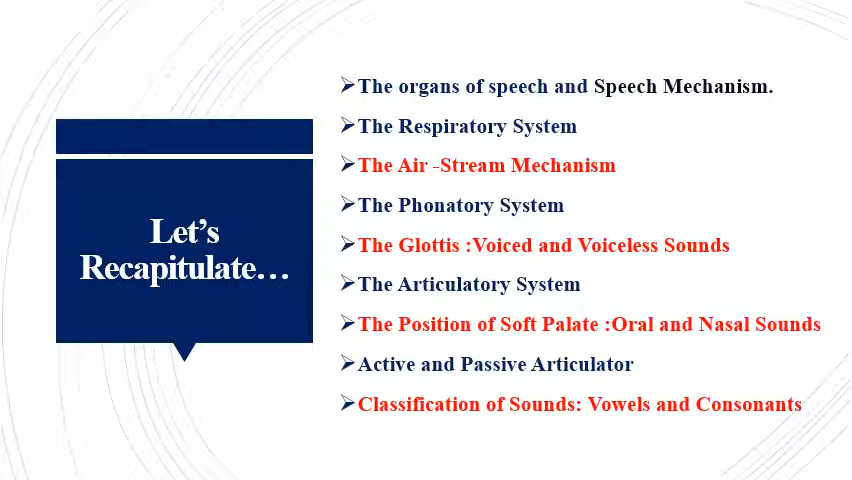 Let's
Recapitulate…
➢The organs of speech and Speech Mechanism.
➢The Respiratory System
➢The Air -Stream Mechanism
➢The Phonatory System
➢The Glottis :Voiced and Voiceless Sounds
➢The Articulatory System
➢The Position of Soft Palate :Oral and Nasal Sounds
➢Active and Passive Articulator
➢Classification of Sounds: Vowels and Consonants